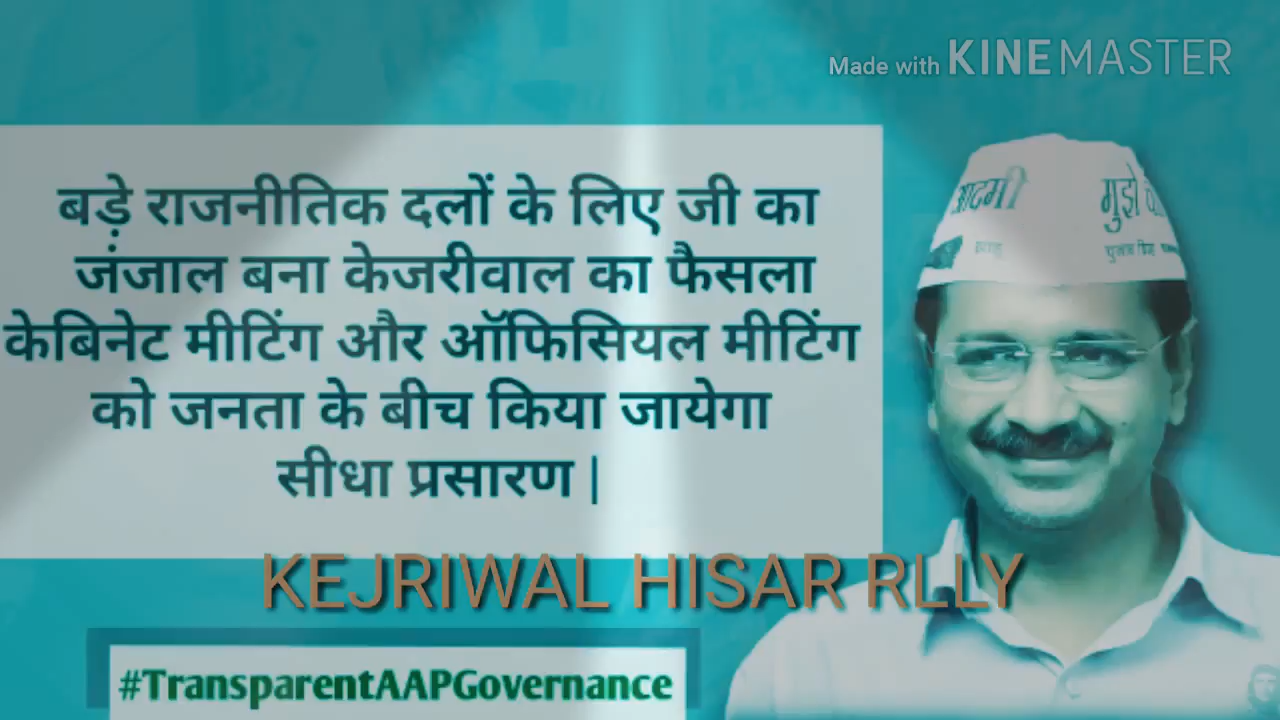 Made with KINEMASTER
बड़े राजनीतिक दलों के लिए जी का
जंजाल बना केजरीवाल का फैसला
केबिनेट मीटिंग और ऑफिसियल मीटिंग
को जनता के बीच किया जायेगा
सीधा प्रसारण |
आदमी
मुझे
KEJRIWAL HISAR RLLY
#TransparentAAPGovernance